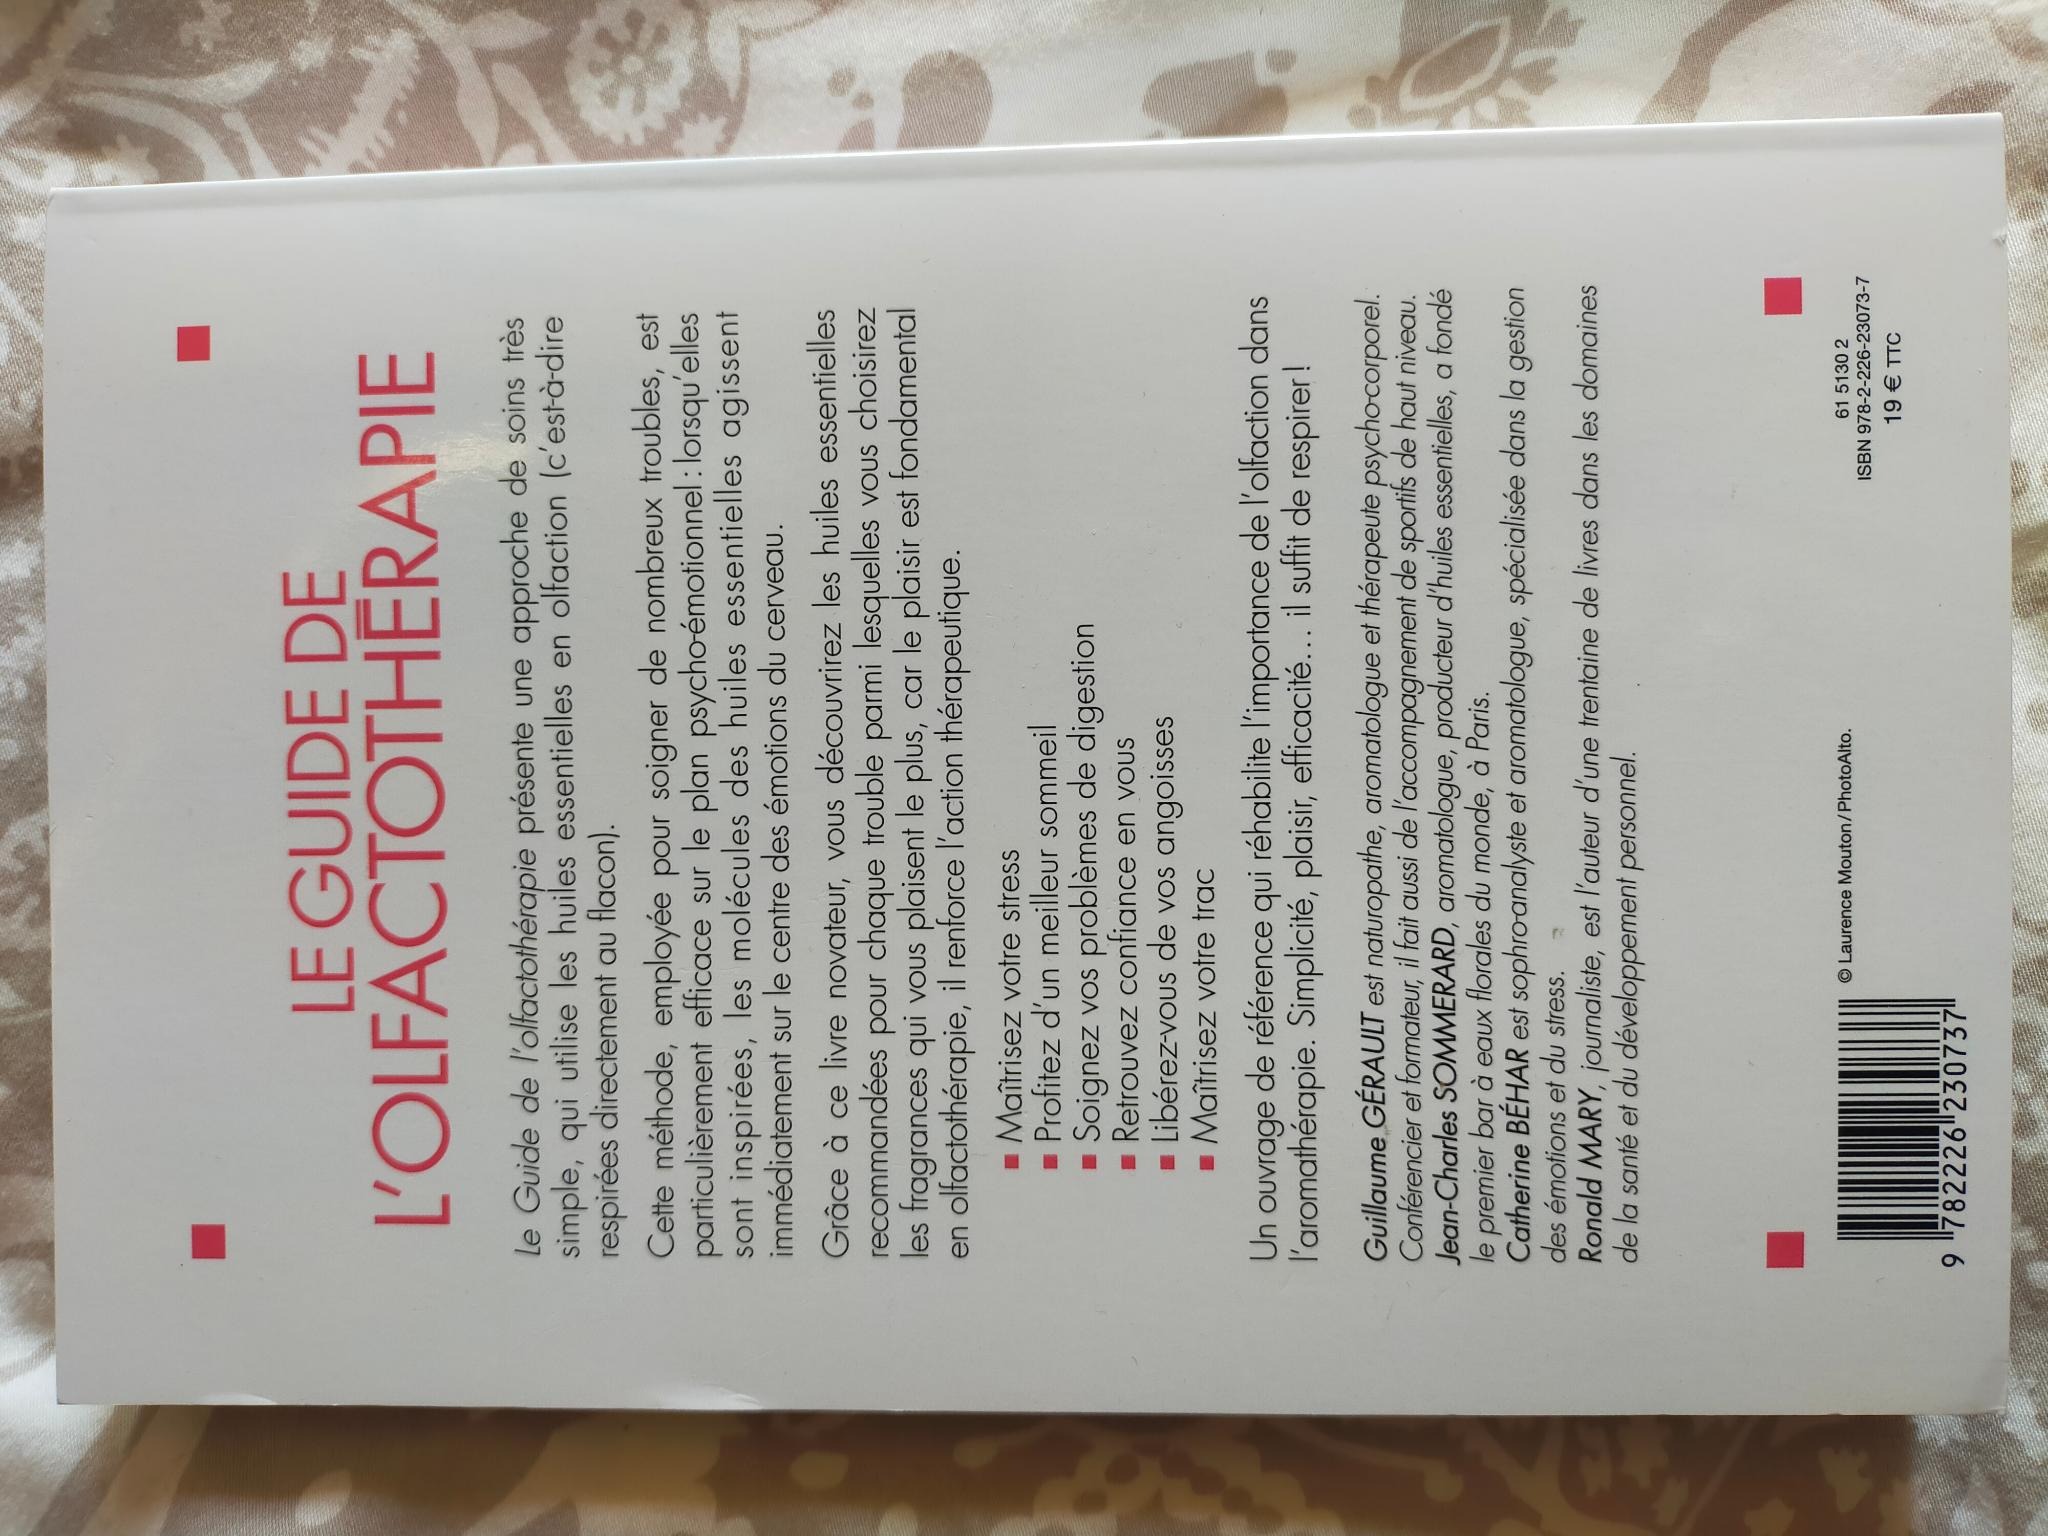 LE GUIDE DE
L'OLFACTOTHÉRAPIE
Le Guide de l'olfactothérapie présente une approche de soins très
simple, qui utilise les huiles essentielles en olfaction (c'est-à-dire
respirées directement au flacon).
Cette méthode, employée pour soigner de nombreux troubles, est
particulièrement efficace sur le plan psycho-émotionnel : lorsqu'elles
sont inspirées, les molécules des huiles essentielles agissent
immédiatement sur le centre des émotions du cerveau.
Grâce à ce livre novateur, vous découvrirez les huiles essentielles
recommandées pour chaque trouble parmi lesquelles vous choisirez
les fragrances qui vous plaisent le plus, car le plaisir est fondamental
en olfactothérapie, il renforce l'action thérapeutique.
■ Maîtrisez votre stress
■ Profitez d'un meilleur sommeil
■ Soignez vos problèmes de digestion
■ Retrouvez confiance en vous
■ Libérez-vous de vos angoisses
■ Maîtrisez votre trac
Un ouvrage de référence qui réhabilite l'importance de l'olfaction dans
l'aromathérapie. Simplicité, plaisir, efficacité... il suffit de respirer !
Guillaume GÉRAULT est naturopathe, aromatologue et thérapeute psycho-corporel.
Conférencier et formateur, il fait aussi de l'accompagnement de sportifs de haut niveau.
Jean-Charles SOMMERARD, aromatologue, producteur d'huiles essentielles, a fondé
le premier bar à eaux florales du monde, à Paris.
Catherine BÉHAR est sophro-analyste et aromatologue, spécialisée dans la gestion
des émotions et du stress.
Ronald MARY, journaliste, est l'auteur d'une trentaine de livres dans les domaines
de la santé et du développement personnel.
© Laurence Mouton/PhotoAlto.
61 5130 2
ISBN 978-2-226-23073-7
19 € TTC
9 782226 230737